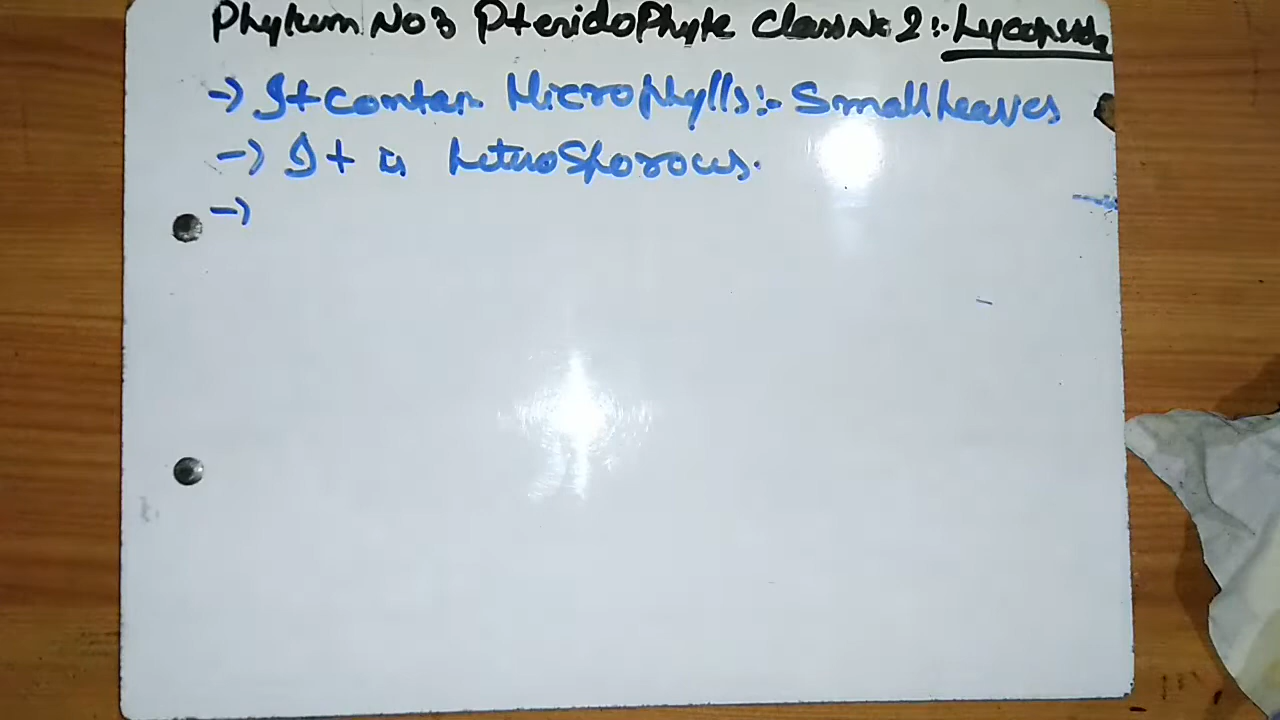 Phylum No 3 Pteridophyte Class No 2:- Lycopsida
→ It contain Microphylls:- Small leaves
→ It is heterosporous.
→